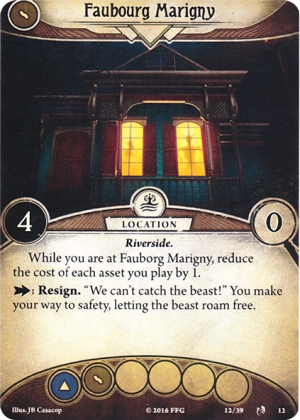 Faubourg Marigny
4
LOCATION
0
Riverside.
While you are at Fauborg Marigny, reduce
the cost of each asset you play by 1.
: Resign. “We can’t catch the beast!” You make
your way to safety, letting the beast roam free.
Illus. JB Casacop
© 2016 FFG
12/39
12